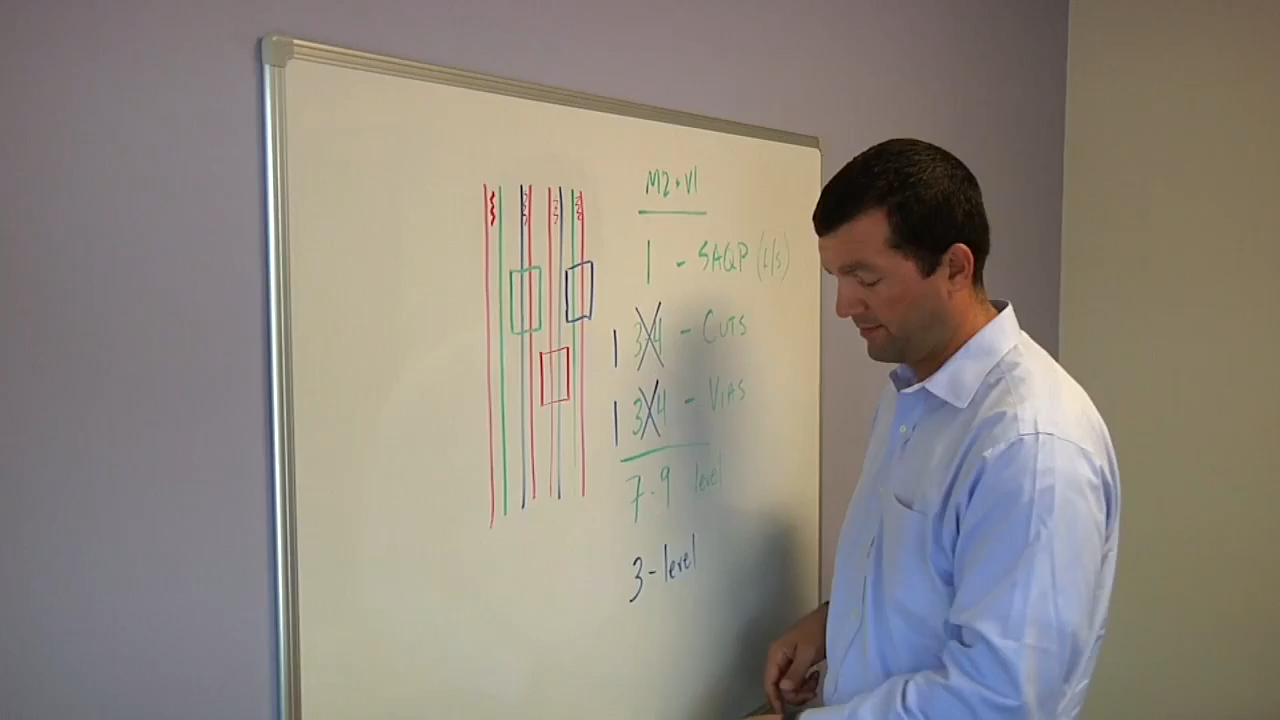 M2+V1
1 - SAQP (L/S)
1 3X4 - CUTS
1 3X4 - VIAS
7-9 level
3-level